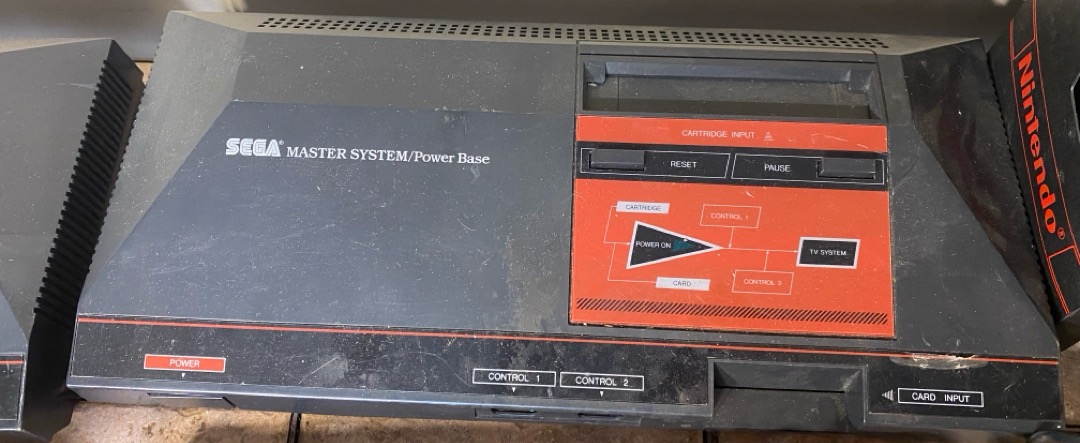 SEGA® MASTER SYSTEM/Power Base
CARTRIDGE INPUT
RESET
PAUSE
CARTRIDGE
CONTROL 1
POWER ON
TV SYSTEM
CARD
CONTROL 2
POWER
CONTROL 1
CONTROL 2
CARD INPUT
Nintendo®